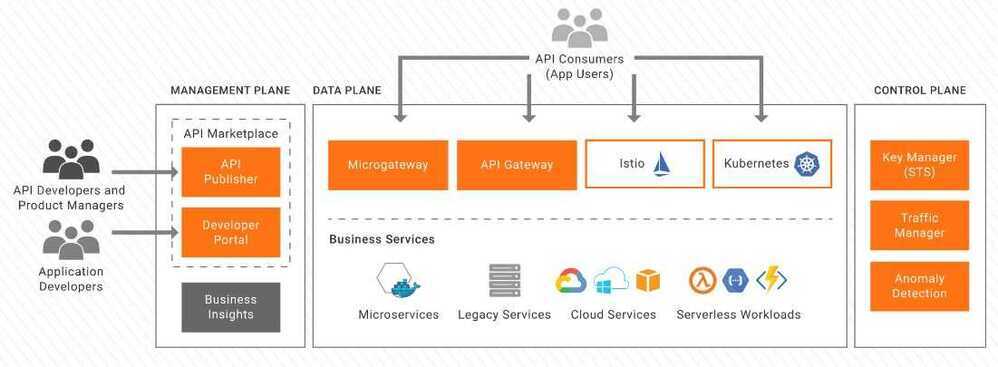 API Consumers
(App Users)
MANAGEMENT PLANE
DATA PLANE
CONTROL PLANE
API Marketplace
API
Publisher
Developer
Portal
Business
Insights
API Developers and
Product Managers
Application
Developers
Microgateway
API Gateway
Istio
Kubernetes
Business Services
Microservices
Legacy Services
Cloud Services
Serverless Workloads
Key Manager
(STS)
Traffic
Manager
Anomaly
Detection